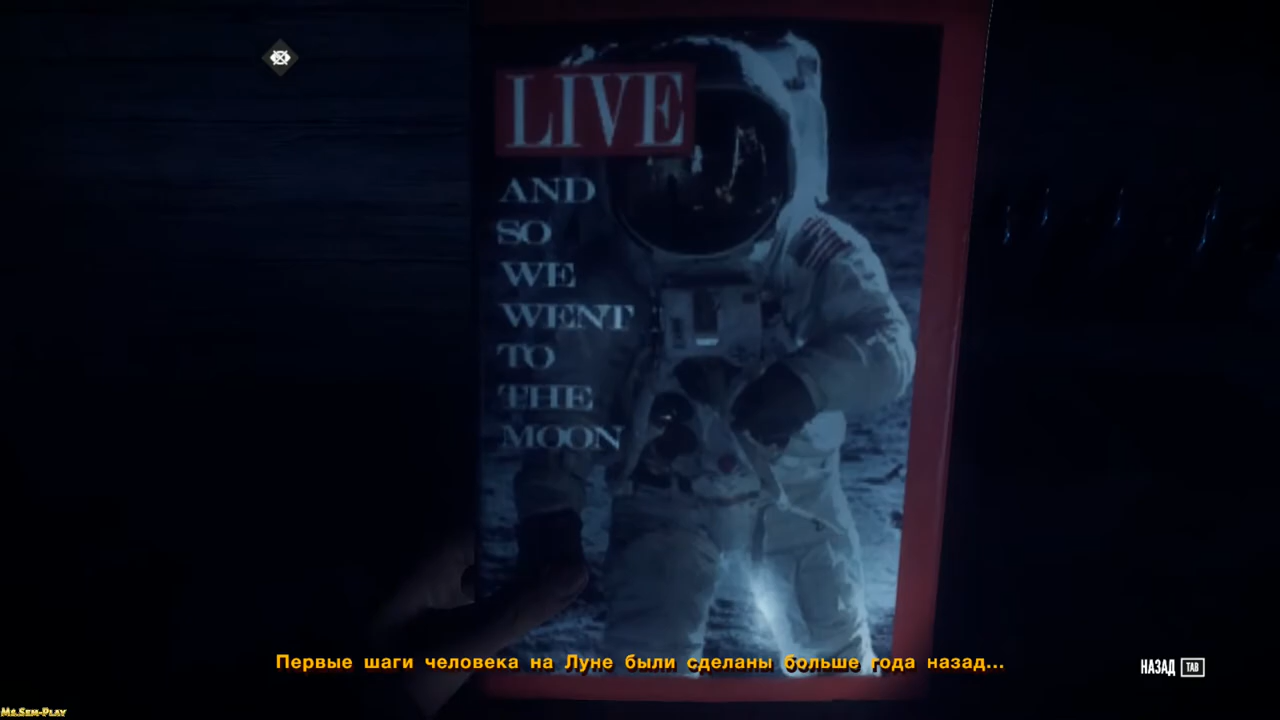 LIVE
AND
SO
WE
WENT
TO
THE
MOON
Первые шаги человека на Луне были сделаны больше года назад...
НАЗАД TAB
Ms.Sem-Play